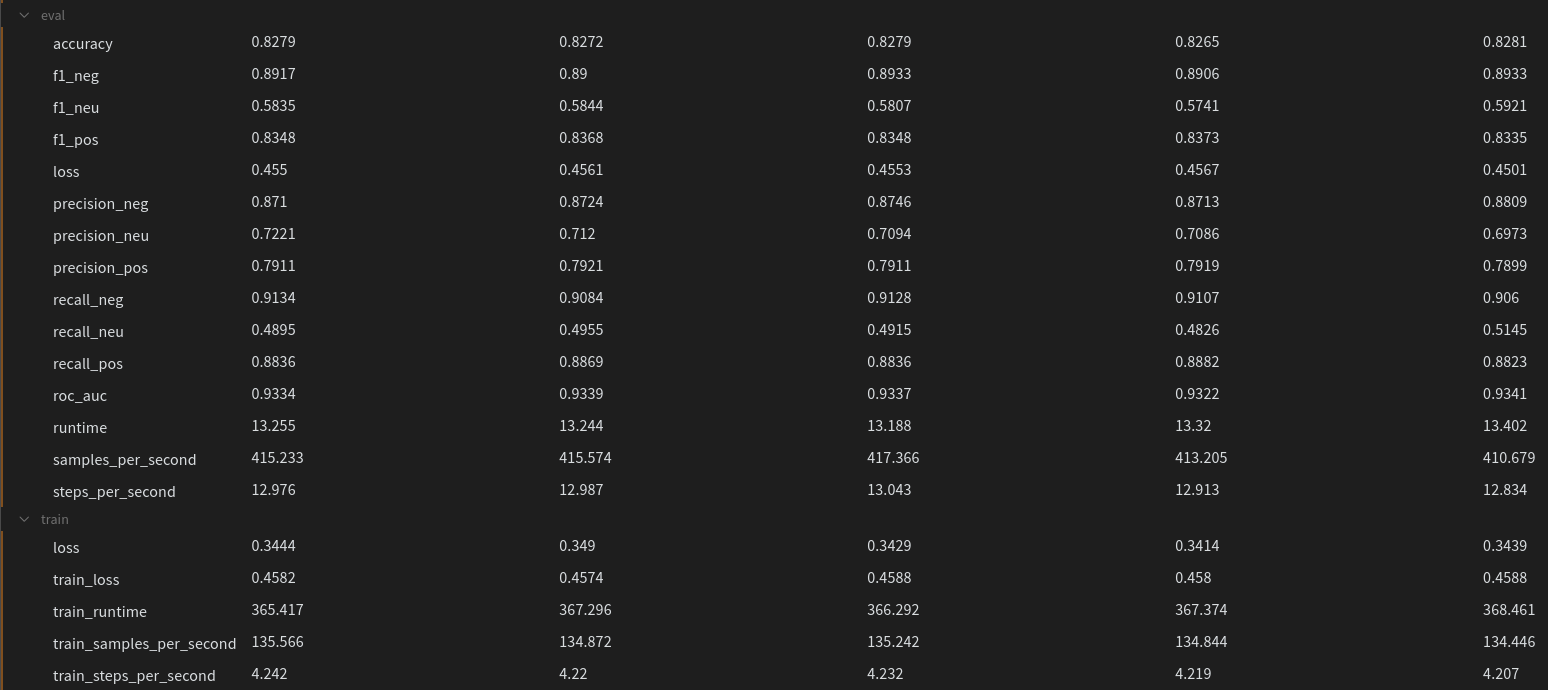 eval
accuracy 0.8279 0.8272 0.8279 0.8265 0.8281
f1_neg 0.8917 0.89 0.8933 0.8906 0.8933
f1_neu 0.5835 0.5844 0.5807 0.5741 0.5921
f1_pos 0.8348 0.8368 0.8348 0.8373 0.8335
loss 0.455 0.4561 0.4553 0.4567 0.4501
precision_neg 0.871 0.8724 0.8746 0.8713 0.8809
precision_neu 0.7221 0.712 0.7094 0.7086 0.6973
precision_pos 0.7911 0.7921 0.7911 0.7919 0.7899
recall_neg 0.9134 0.9084 0.9128 0.9107 0.906
recall_neu 0.4895 0.4955 0.4915 0.4826 0.5145
recall_pos 0.8836 0.8869 0.8836 0.8882 0.8823
roc_auc 0.9334 0.9339 0.9337 0.9322 0.9341
runtime 13.255 13.244 13.188 13.32 13.402
samples_per_second 415.233 415.574 417.366 413.205 410.679
steps_per_second 12.976 12.987 13.043 12.913 12.834
train
loss 0.3444 0.349 0.3429 0.3414 0.3439
train_loss 0.4582 0.4574 0.4588 0.458 0.4588
train_runtime 365.417 367.296 366.292 367.374 368.461
train_samples_per_second 135.566 134.872 135.242 134.844 134.446
train_steps_per_second 4.242 4.22 4.232 4.219 4.207